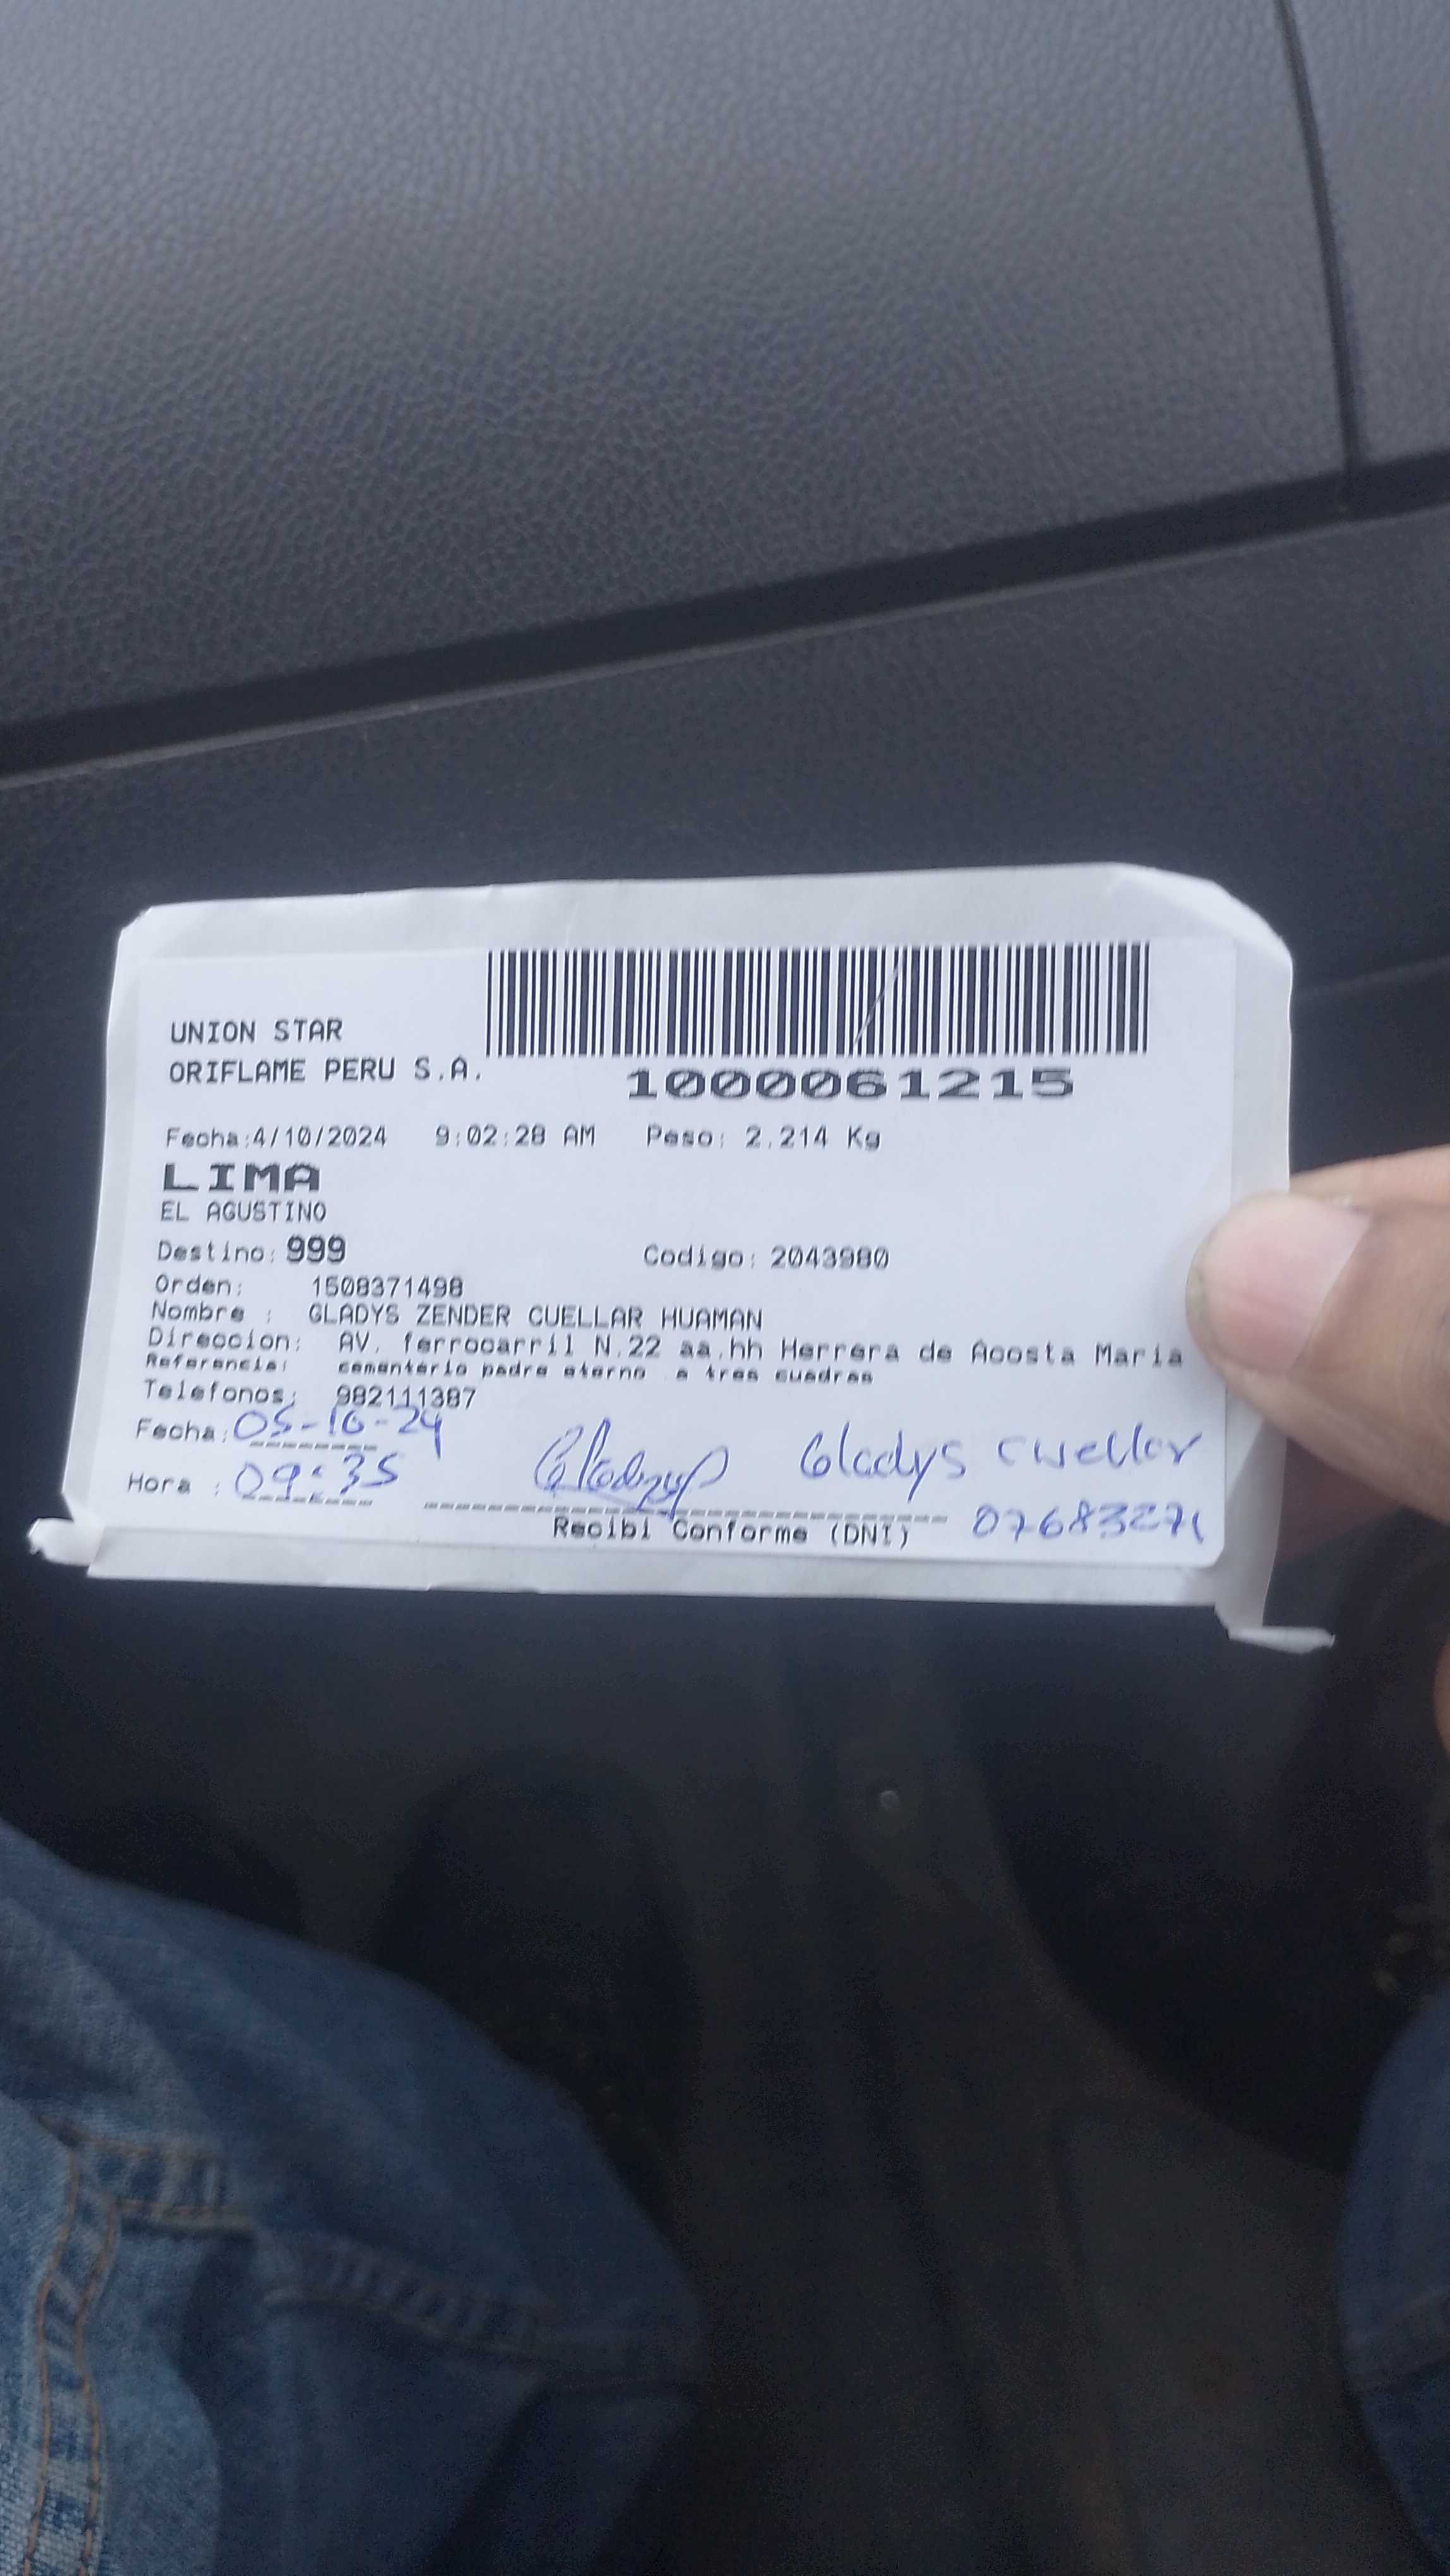 UNION STAR
ORIFLAME PERU S.A.
1000061215
Fecha:4/10/2024 9:02:28 AM Peso: 2.214 Kg
LIMA
EL AGUSTINO
Destino: 999 Codigo: 2043980
Orden: 1508371498
Nombre : GLADYS ZENDER CUELLAR HUAMAN
Direccion: AV. ferrocarril N.22 aa.hh Herrera de Acosta Maria
Referencia: cementerio padre eterno a tres cuadras
Telefonos: 982111387
Fecha: 05-10-24
Hora : 09:35 Gladys Cuellar
Recibi Conforme (DNI) 07683271